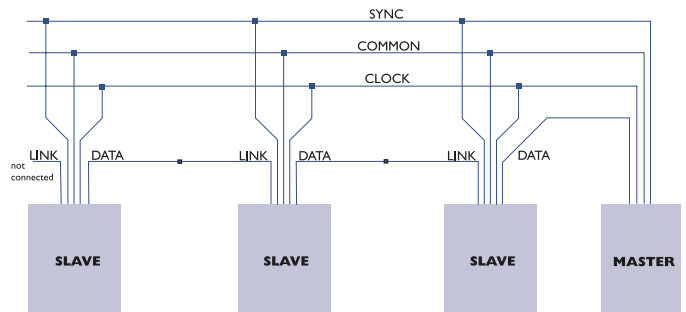 SYNC
COMMON
CLOCK
LINK
not
connected
DATA
LINK
DATA
LINK
DATA
SLAVE
SLAVE
SLAVE
MASTER